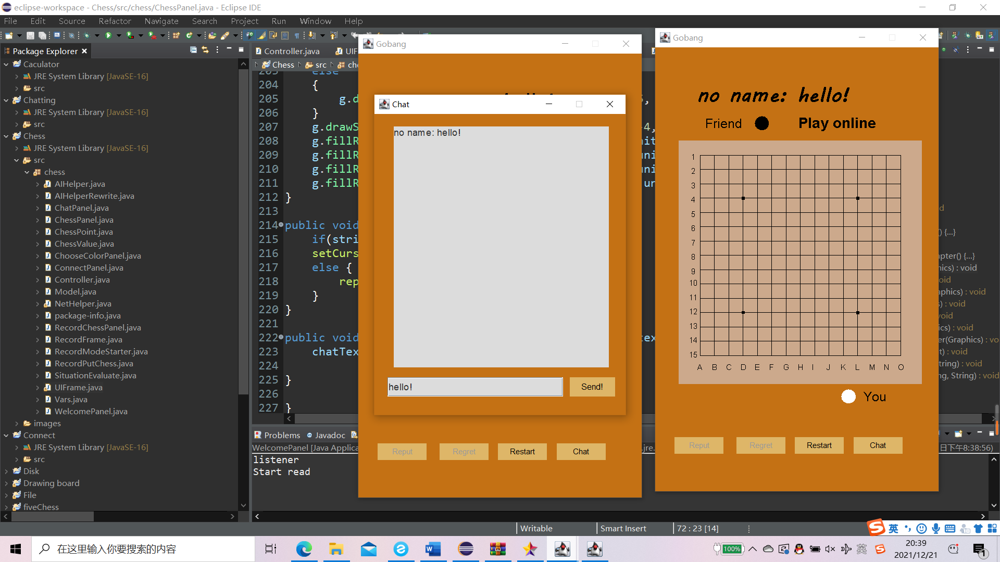 eclipse-workspace - Chess/src/chess/ChessPanel.java - Eclipse IDE
File Edit Source Refactor Navigate Search Project Run Window Help
Package Explorer
Caculator
JRE System Library [JavaSE-16]
src
Chatting
JRE System Library [JavaSE-16]
src
Chess
JRE System Library [JavaSE-16]
src
chess
AIHelper.java
AIHelperRewrite.java
ChatPanel.java
ChessPanel.java
ChessPoint.java
ChessValue.java
ChooseColorPanel.java
ConnectPanel.java
Controller.java
Model.java
NetHelper.java
package-info.java
RecordChessPanel.java
RecordFrame.java
RecordModeStarter.java
RecordPutChess.java
SituationEvaluate.java
UIFrame.java
Vars.java
WelcomePanel.java
images
Connect
JRE System Library [JavaSE-16]
src
Disk
Drawing board
File
fiveChess
Controller.java UIF
Chess src che
203 else
204 {
205 g.d
206 }
207 g.drawS
208 g.fillR
209 g.fillR
210 g.fillR
211 g.fillR
212 }
213
214 public void
215 if(stri
216 setCurs
217 else {
218 rep
219 }
220 }
221
222 public void
223 chatTex
224
225 }
226
227 }
Problems Javadoc
WelcomePanel [Java Applica
listener
Start read
Gobang
Chat
no name: hello!
hello! Send!
Reput Regret Restart Chat
Gobang
no name: hello!
Friend Play online
1
2
3
4
5
6
7
8
9
10
11
12
13
14
15
A B C D E F G H I J K L M N O
You
Reput Regret Restart Chat
() {...}
apter() {...}
hics) : void
oid
aphics) : void
s) : void
void
ics) : void
er(Graphics) : vo
t) : void
tring) : void
ng, String) : void
.jre.
日下午8:38:56)
Writable Smart Insert 72 : 23 [14]
英
在这里输入你要搜索的内容
100%
英
20:39
2021/12/21
1